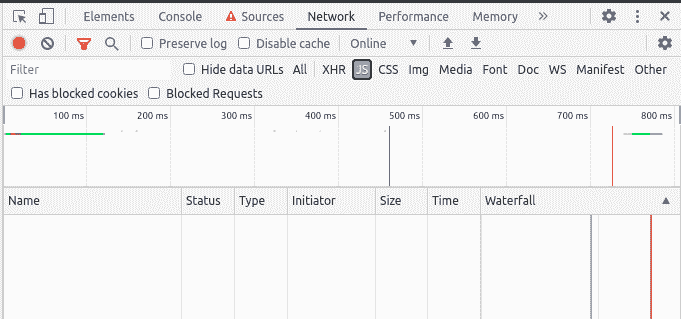 Elements Console Sources Network Performance Memory »
Preserve log Disable cache Online
Filter Hide data URLs All XHR JS CSS Img Media Font Doc WS Manifest Other
Has blocked cookies Blocked Requests
100 ms 200 ms 300 ms 400 ms 500 ms 600 ms 700 ms 800 ms
Name Status Type Initiator Size Time Waterfall